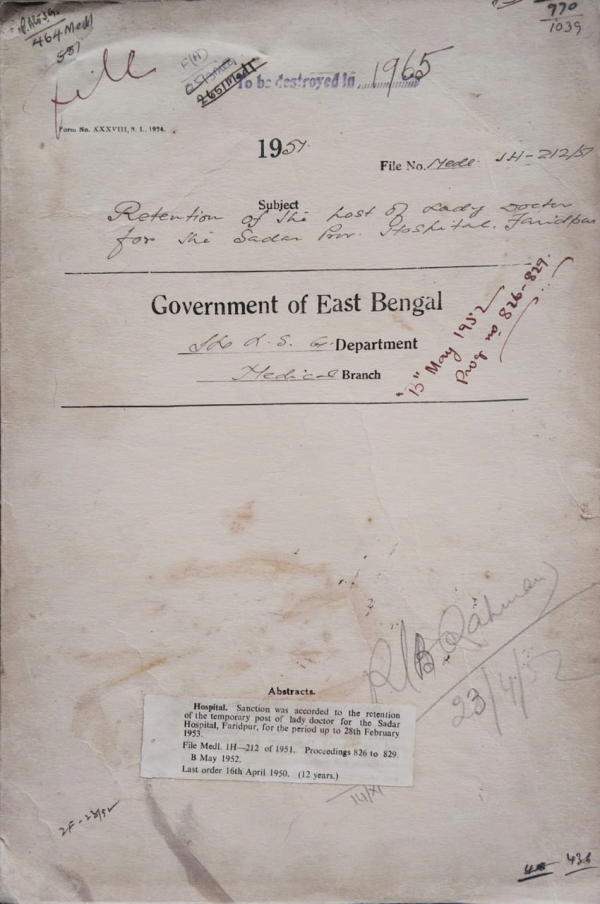 464 Medl
770
1039
file
To be destroyed in 1965
Form No. XXXVIII, S. I., 1924.
1951.
File No. Medl. 1H-212/51
Subject
Retention of the post of Lady Doctor
for the Sadar Hospital, Faridpur
Government of East Bengal
Department
Medical Branch
"B" May 1952
Prog no 826-829.
R/B Rahman
23/4/52
Abstracts.
Hospital. Sanction was accorded to the retention
of the temporary post of lady doctor for the Sadar
Hospital, Faridpur, for the period up to 28th February
1953.
File Medl. 1H—212 of 1951. Proceedings 826 to 829.
B May 1952.
Last order 16th April 1950. (12 years.)
436